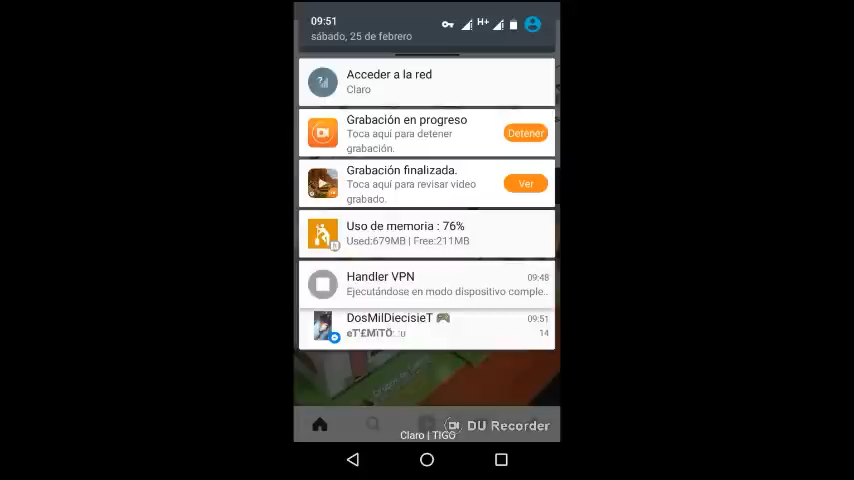 09:51
H+
sábado, 25 de febrero
Acceder a la red
Claro
Grabación en progreso
Toca aquí para detener
grabación.
Detener
Grabación finalizada.
Toca aquí para revisar video
grabado.
Ver
Uso de memoria : 76%
Used:679MB | Free:211MB
Handler VPN
09:48
Ejecutándose en modo dispositivo comple..
DosMilDiecisieT
09:51
14
DU Recorder
Claro | TIGO